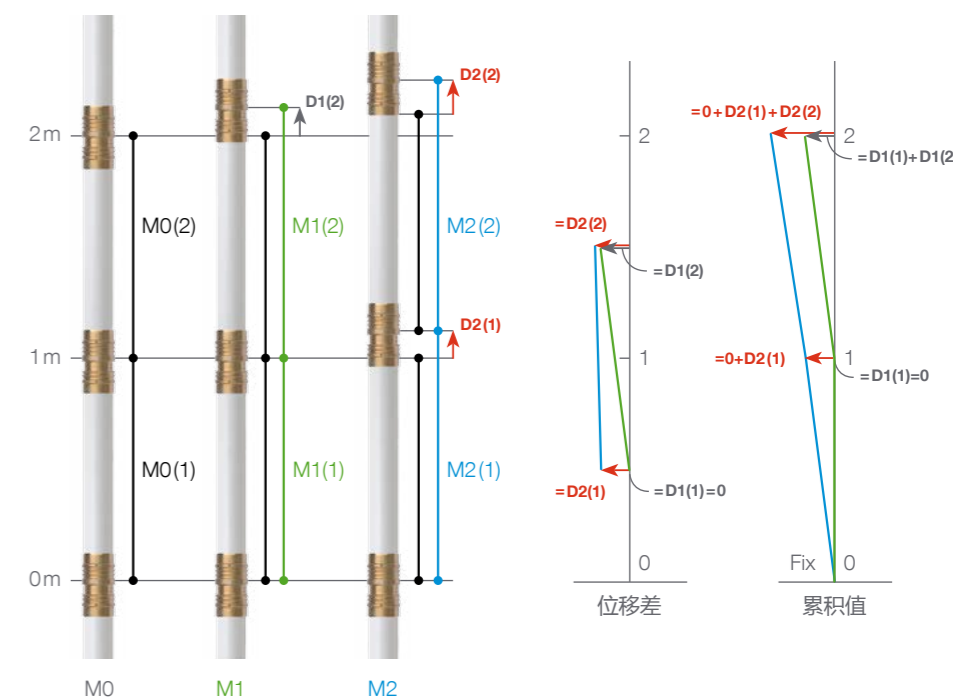 D2(2)
D1(2)
=0+D2(1)+D2(2)
2m
2
2
=D1(1)+D1(2
M0(2)
M1(2)
M2(2)
=D2(2)
=D1(2)
D2(1)
1m
1
=0+D2(1)
1
=D1(1)=0
M0(1)
M1(1)
M2(1)
=D2(1)
=D1(1)=0
0m
0
Fix
0
位移差
累积值
M0
M1
M2